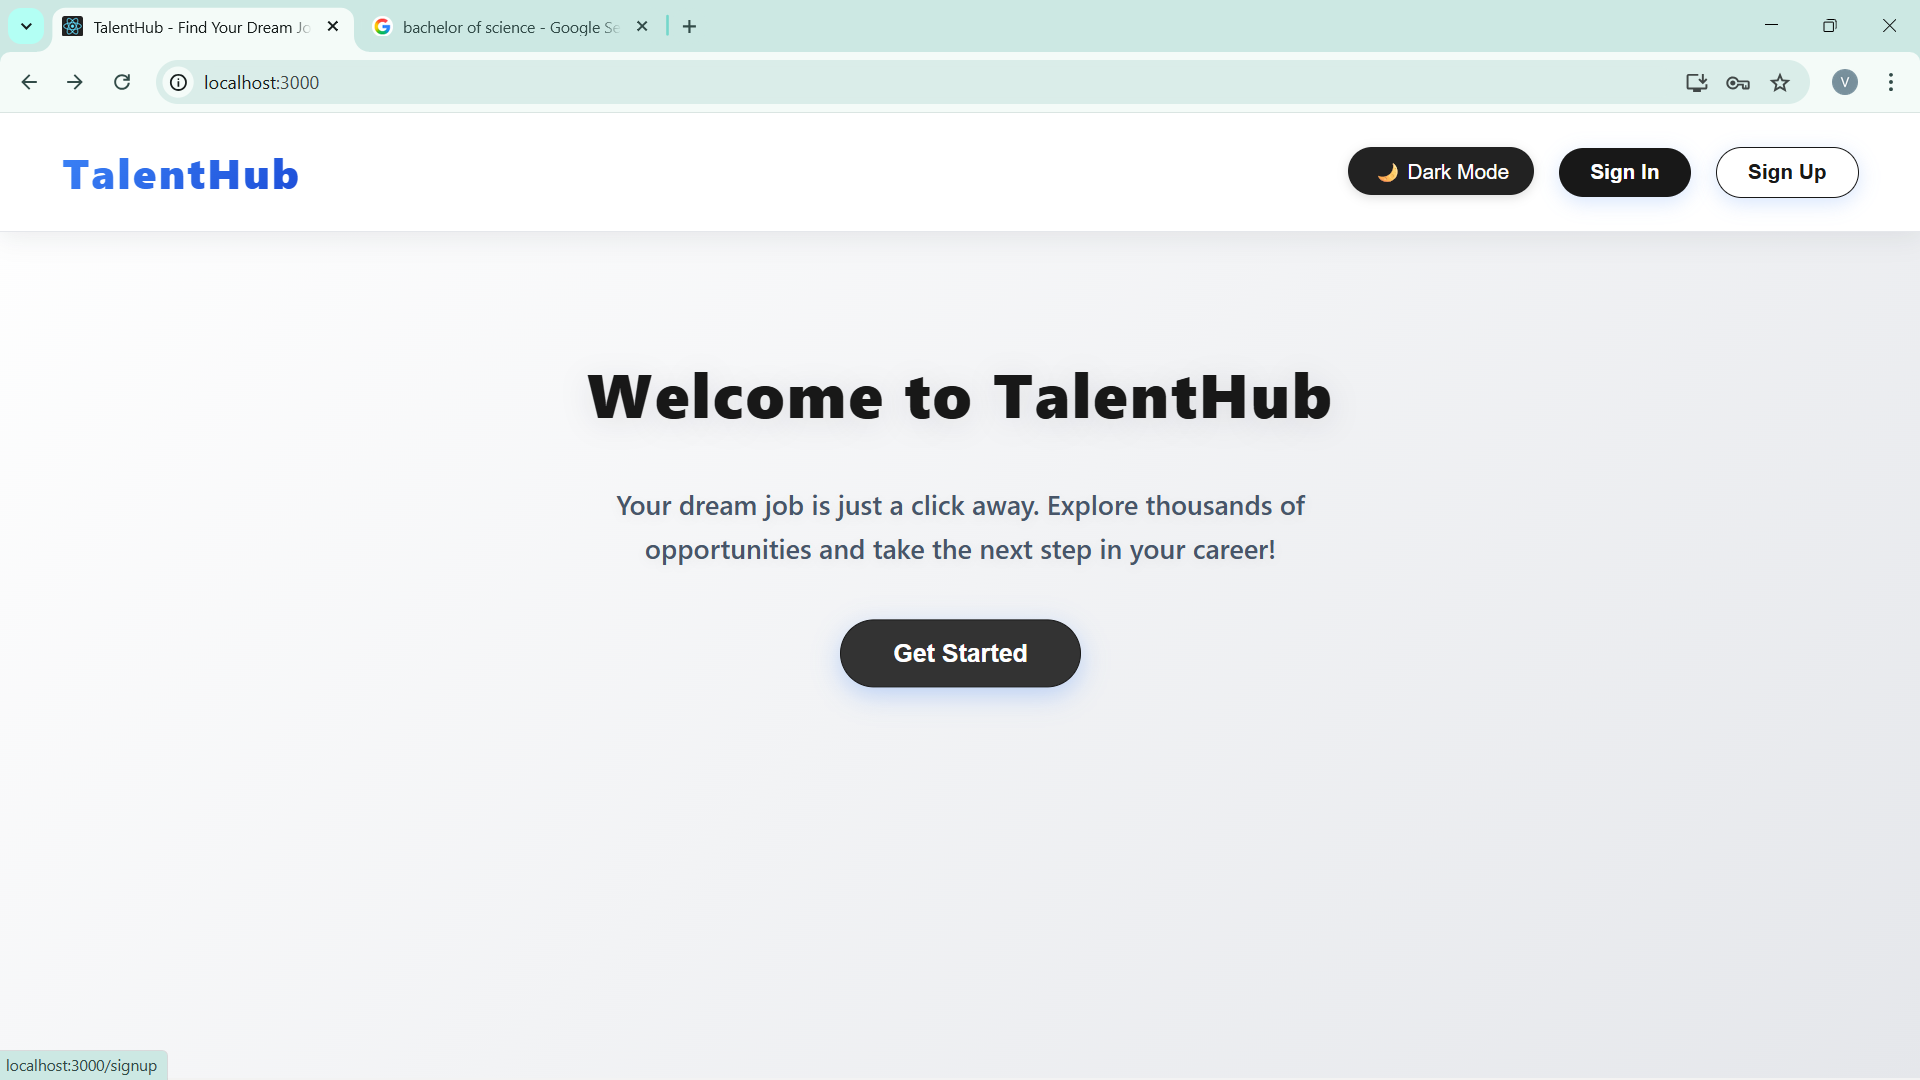 TalentHub - Find Your Dream Jo
bachelor of science - Google Se
localhost:3000
V
TalentHub
🌙 Dark Mode
Sign In
Sign Up
Welcome to TalentHub
Your dream job is just a click away. Explore thousands of
opportunities and take the next step in your career!
Get Started
localhost:3000/signup